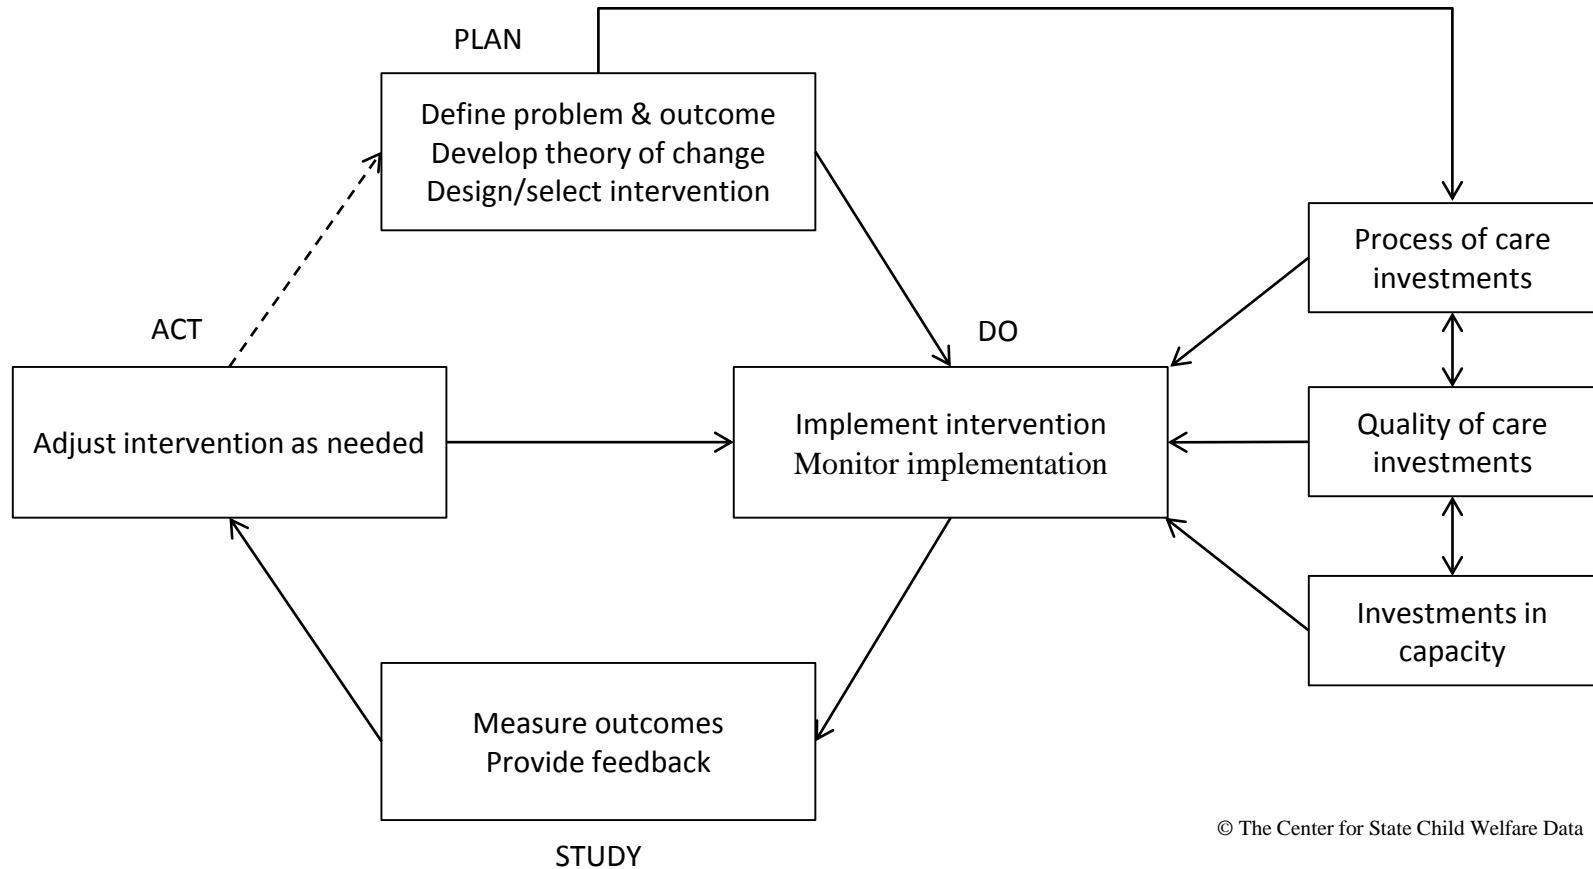 PLAN
Define problem & outcome
Develop theory of change
Design/select intervention
Process of care
investments
ACT
DO
Adjust intervention as needed
Implement intervention
Monitor implementation
Quality of care
investments
Investments in
capacity
Measure outcomes
Provide feedback
STUDY
© The Center for State Child Welfare Data